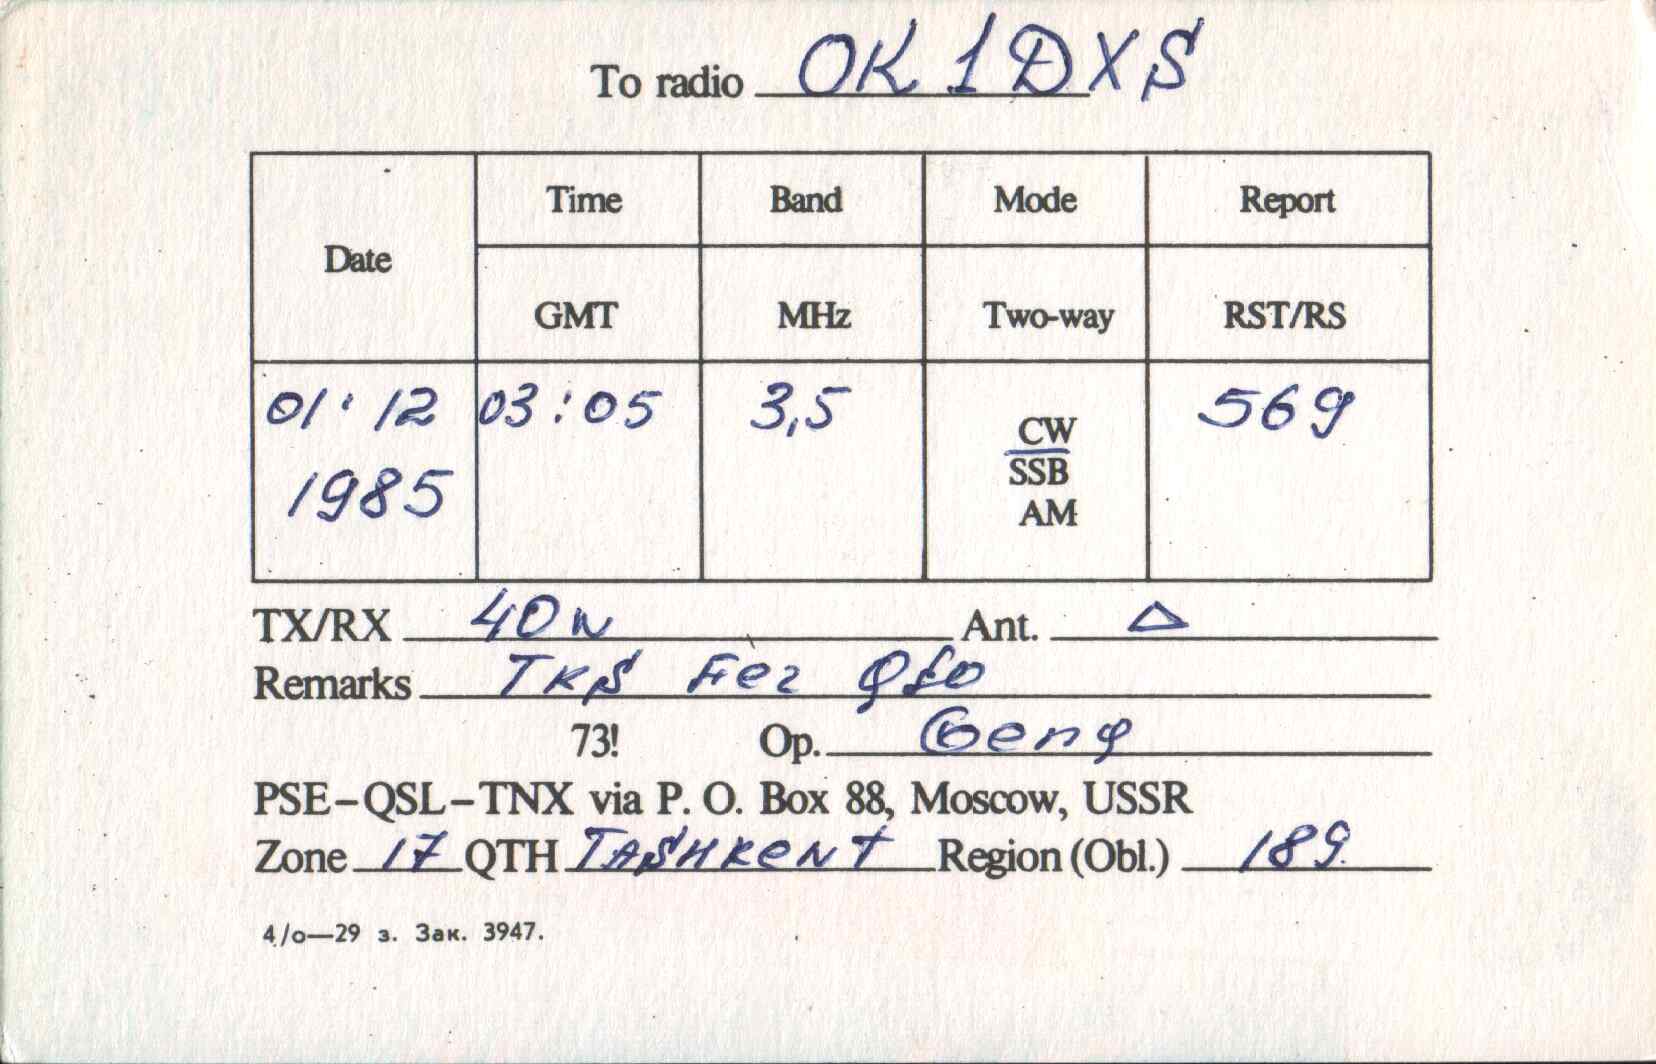 To radio OK1DXS
Date Time Band Mode Report
GMT MHz Two-way RST/RS
01.12 03:05 3,5 CW 569
1985 SSB
AM
TX/RX 40w Ant. Δ
Remarks TKS Fer QSO
73! Op. Geng
PSE–QSL–TNX via P. O. Box 88, Moscow, USSR
Zone 17 QTH TASHKENT Region (Obl.) 189
4/о—29 з. Зак. 3947.